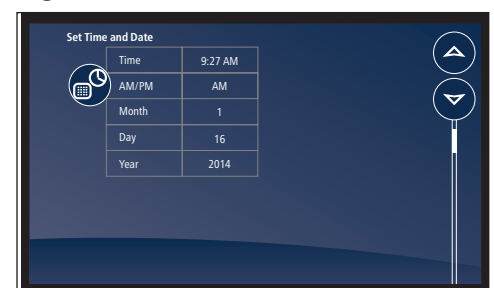 Set Time and Date
Time 9:27 AM
AM/PM AM
Month 1
Day 16
Year 2014